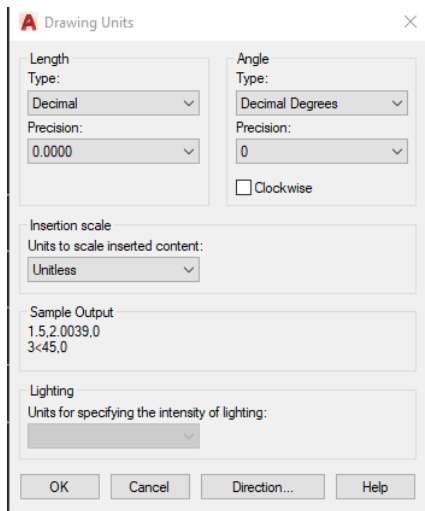 Drawing Units
Length
Type:
Decimal
Precision:
0.0000
Angle
Type:
Decimal Degrees
Precision:
0
Clockwise
Insertion scale
Units to scale inserted content:
Unitless
Sample Output
1.5,2.0039,0
3<45,0
Lighting
Units for specifying the intensity of lighting:
OK Cancel Direction... Help